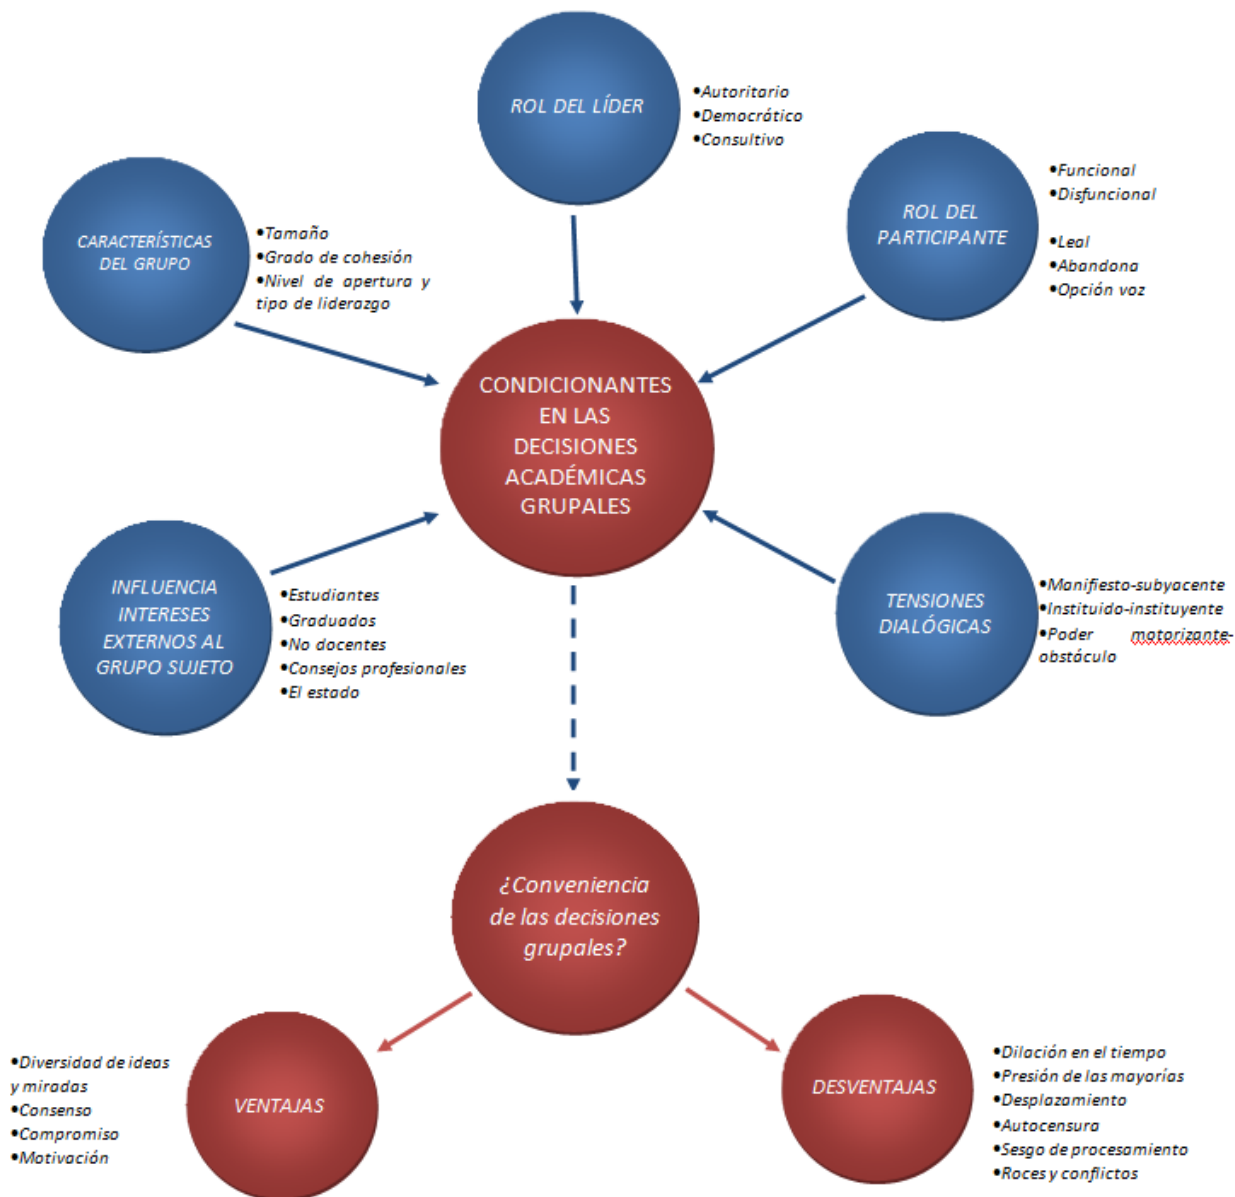 ROL DEL LÍDER
•Autoritario
•Democrático
•Consultivo
•Funcional
•Disfuncional
ROL DEL
PARTICIPANTE
•Leal
•Abandona
•Opción voz
CARACTERÍSTICAS
DEL GRUPO
•Tamaño
•Grado de cohesión
•Nivel de apertura y
tipo de liderazgo
CONDICIONANTES
EN LAS
DECISIONES
ACADÉMICAS
GRUPALES
INFLUENCIA
INTERESES
EXTERNOS AL
GRUPO SUJETO
•Estudiantes
•Graduados
•No docentes
•Consejos profesionales
•El estado
TENSIONES
DIALÓGICAS
•Manifiesto-subyacente
•Instituido-instituyente
•Poder motorizante-
obstáculo
¿Conveniencia
de las decisiones
grupales?
•Diversidad de ideas
y miradas
•Consenso
•Compromiso
•Motivación
VENTAJAS
DESVENTAJAS
•Dilación en el tiempo
•Presión de las mayorías
•Desplazamiento
•Autocensura
•Sesgo de procesamiento
•Roces y conflictos